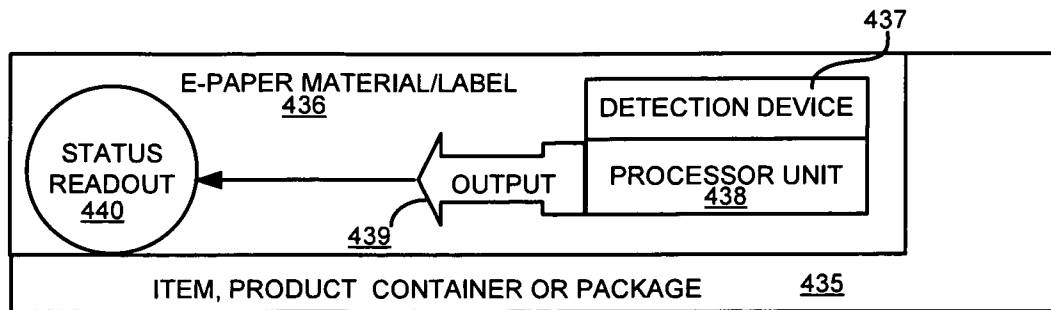 437
E-PAPER MATERIAL/LABEL
436
DETECTION DEVICE
STATUS
READOUT
440
OUTPUT
439
PROCESSOR UNIT
438
ITEM, PRODUCT CONTAINER OR PACKAGE 435